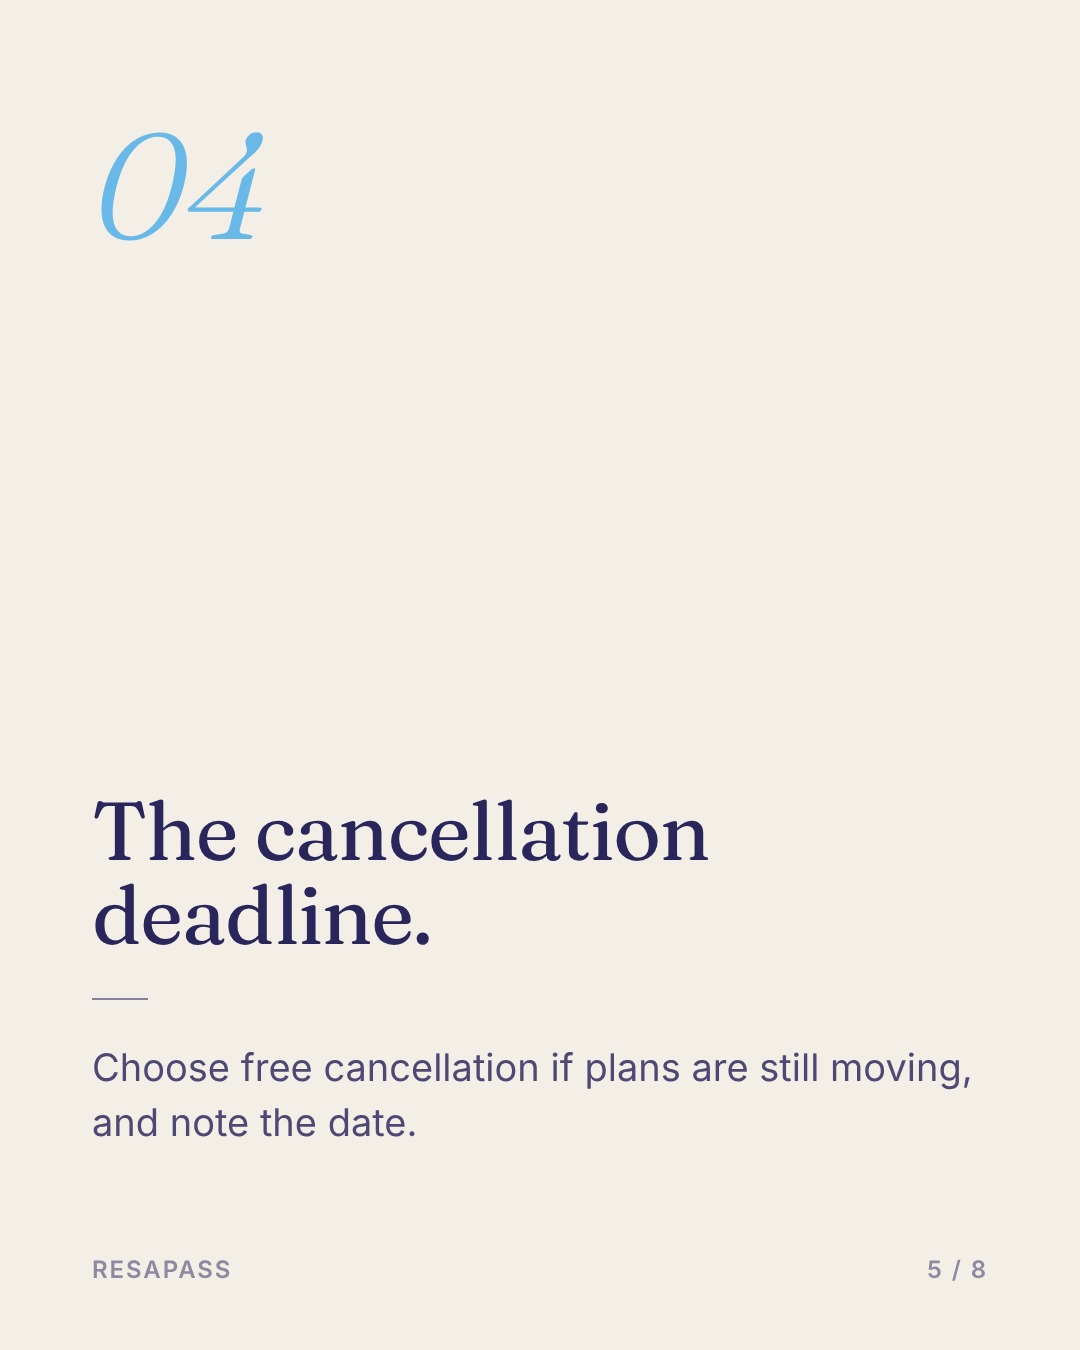 04
The cancellation
deadline.
Choose free cancellation if plans are still moving,
and note the date.
RESAPASS
5 / 8